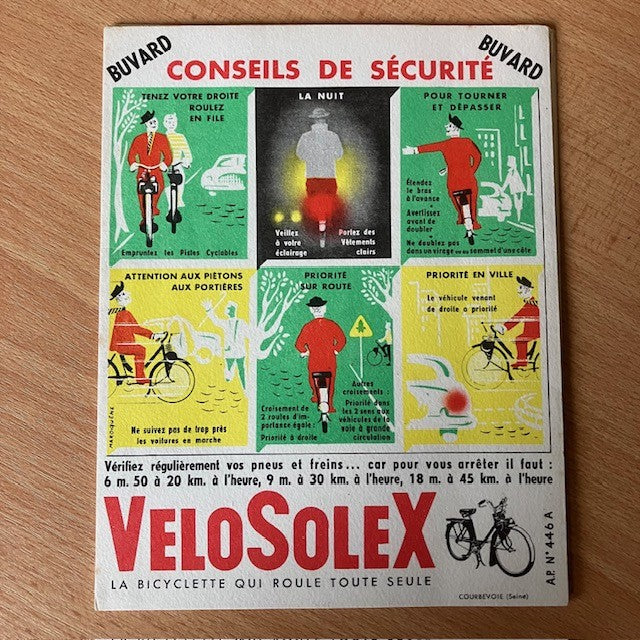 BUVARD
BUVARD
CONSEILS DE SÉCURITÉ
TENEZ VOTRE DROITE
ROULEZ
EN FILE
Empruntez les Pistes Cyclables
LA NUIT
Veillez
à votre
éclairage
Portez des
Vêtements
clairs
POUR TOURNER
ET DÉPASSER
Étendez
le bras
à l'avance
•
Avertissez
avant de
doubler
•
Ne doublez pas
dans un virage ou au sommet d'une côte
ATTENTION AUX PIÉTONS
AUX PORTIÈRES
Ne suivez pas de trop près
les voitures en marche
PRIORITÉ
SUR ROUTE
Croisement de
2 routes d'im-
portance égale :
Priorité à droite
Autres
croisements :
Priorité dans
les 2 sens aux
véhicules de la
voie à grande
circulation
PRIORITÉ EN VILLE
Le véhicule venant
de droite a priorité
Vérifiez régulièrement vos pneus et freins... car pour vous arrêter il faut :
6 m. 50 à 20 km. à l'heure, 9 m. à 30 km. à l'heure, 18 m. à 45 km. à l'heure
VELOSOLEX
LA BICYCLETTE QUI ROULE TOUTE SEULE
COURBEVOIE (Seine)
A.P. N° 446 A